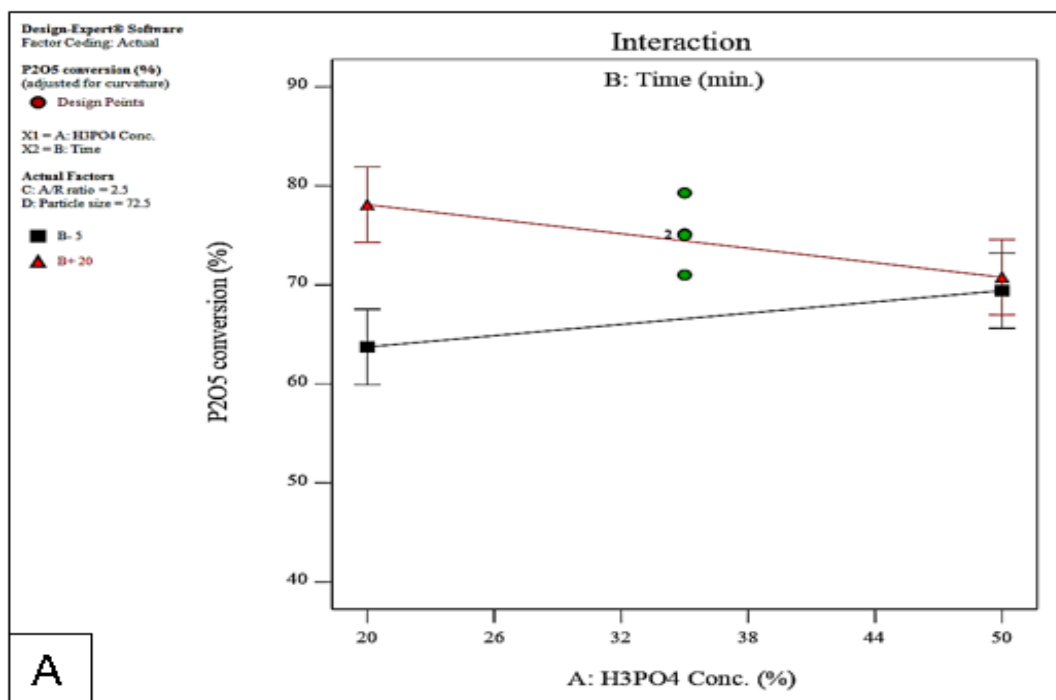 Design-Expert® Software
Factor Coding: Actual
P2O5 conversion (%)
(adjusted for curvature)
Design Points
X1 = A: H3PO4 Conc.
X2 = B: Time
Actual Factors
C: A/R ratio = 2.5
D: Particle size = 72.5
B- 5
B+ 20
Interaction
B: Time (min.)
P2O5 conversion (%)
90
80
70
60
50
40
2
20 26 32 38 44 50
A: H3PO4 Conc. (%)
A